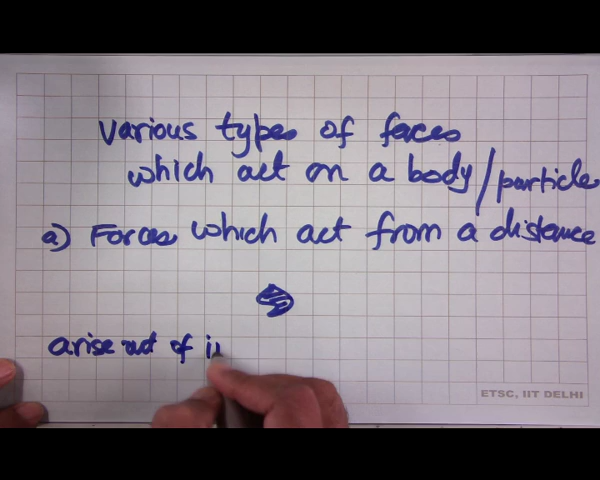 various types of forces
which act on a body/particle
a) Forces which act from a distance
arise out of
ETSC, IIT DELHI